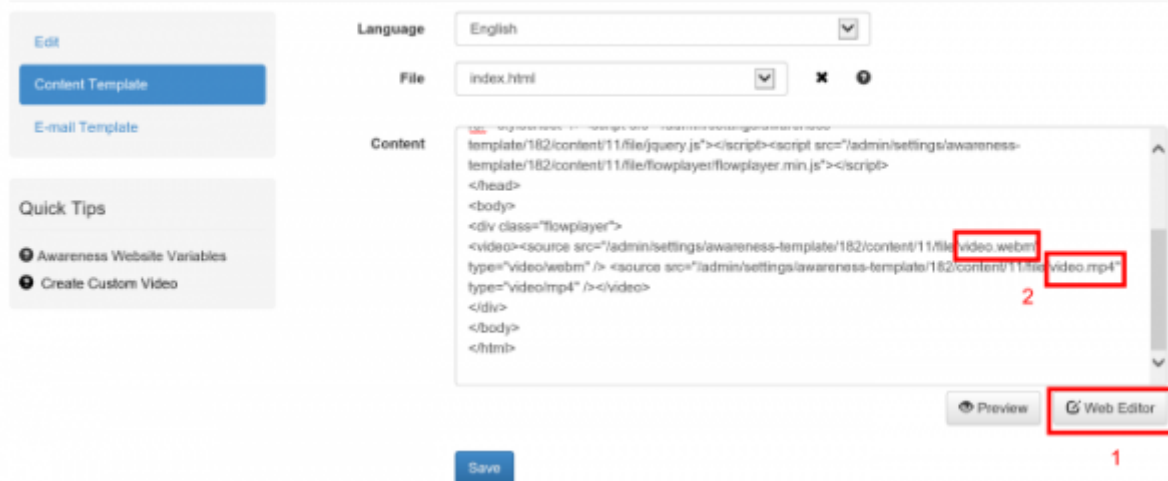 Edit
Content Template
E-mail Template
Quick Tips
Awareness Website Variables
Create Custom Video
Language English
File index.html
Content
template/182/content/11/file/jquery.js"></script><script src="/admin/settings/awareness-
template/182/content/11/file/flowplayer/flowplayer.min.js"></script>
</head>
<body>
<div class="flowplayer">
<video><source src="/admin/settings/awareness-template/182/content/11/file/video.webm"
type="video/webm" /> <source src="/admin/settings/awareness-template/182/content/11/file/video.mp4"
type="video/mp4" /></video>
2
</div>
</body>
</html>
Preview Web Editor
1
Save